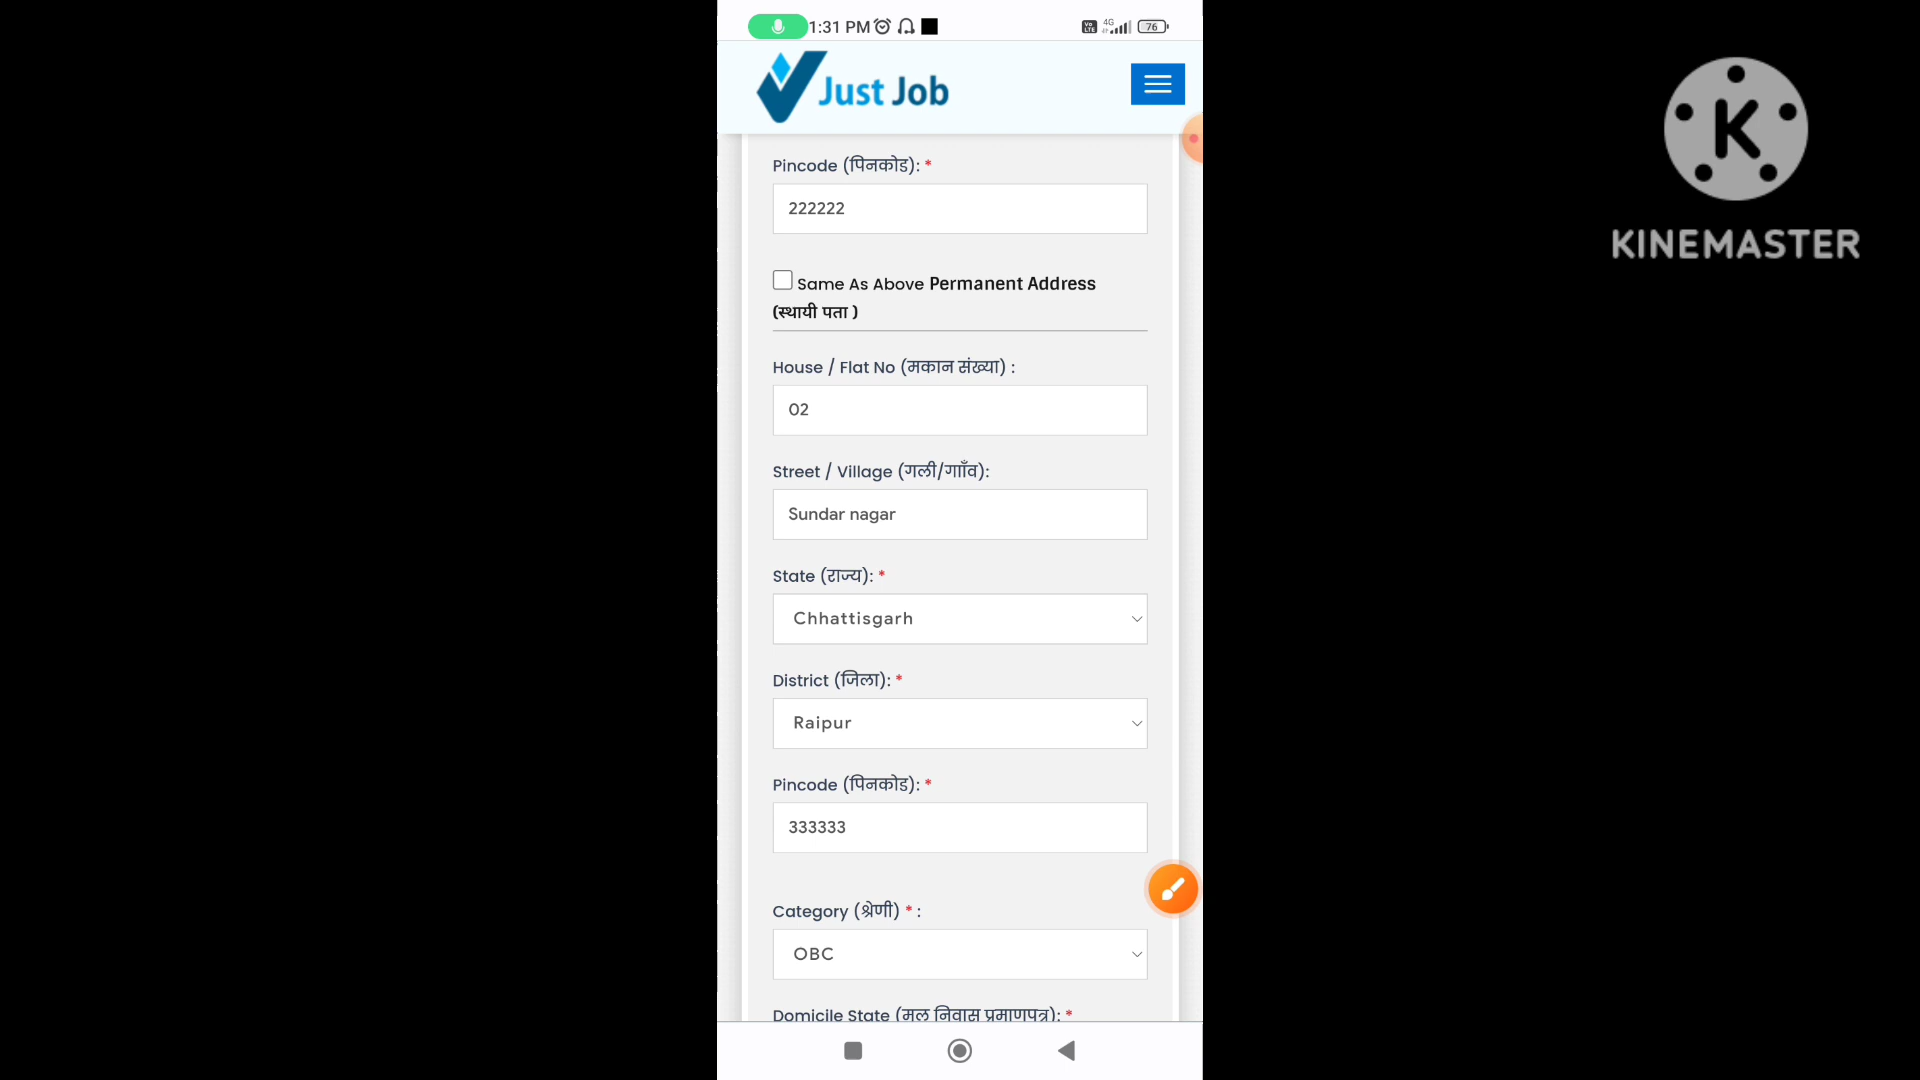 1:31 PM
4G
76
Just Job
Pincode (पिनकोड): *
222222
Same As Above Permanent Address
(स्थायी पता )
House / Flat No (मकान संख्या) :
02
Street / Village (गली/गाँव):
Sundar nagar
State (राज्य): *
Chhattisgarh
District (जिला): *
Raipur
Pincode (पिनकोड): *
333333
Category (श्रेणी) * :
OBC
Domicile State (मूल निवास प्रमाणपत्र): *
K
KINEMASTER